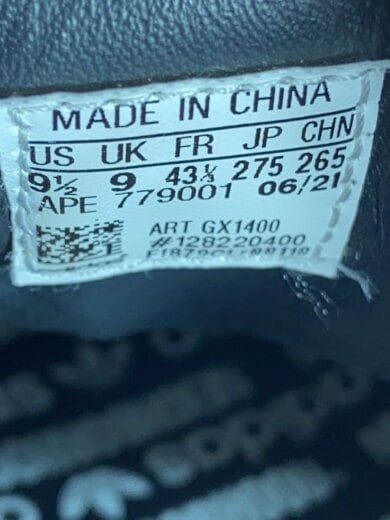 MADE IN CHINA
US UK FR JP CHN
9½ 9 43⅓ 275 265
APE 779001 06/21
ART GX1400
#128220400
adidas